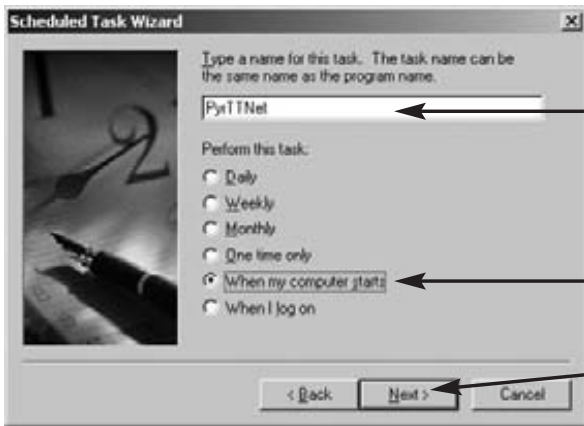 Scheduled Task Wizard
Type a name for this task. The task name can be
the same name as the program name.
PyrTTNet
Perform this task:
Daily
Weekly
Monthly
One time only
When my computer starts
When I log on
< Back
Next >
Cancel